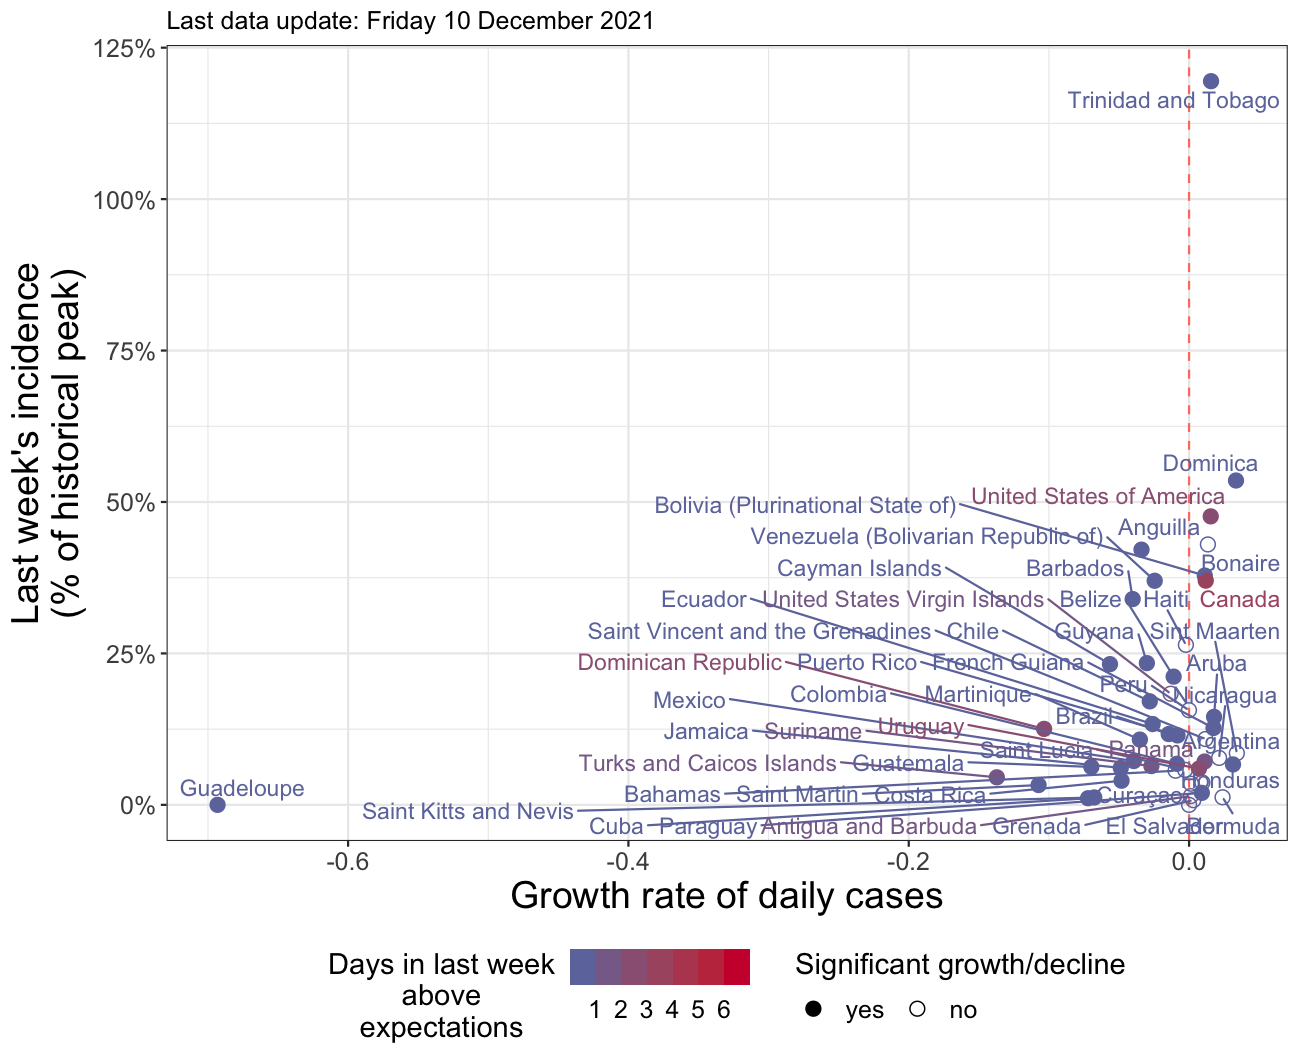 Last data update: Friday 10 December 2021
Last week's incidence
(% of historical peak)
125%
100%
75%
50%
25%
0%
Trinidad and Tobago
Dominica
United States of America
Bolivia (Plurinational State of)
Anguilla
Venezuela (Bolivarian Republic of)
Bonaire
Cayman Islands
Barbados
Ecuador
United States Virgin Islands
Belize
Haiti
Canada
Saint Vincent and the Grenadines
Chile
Guyana
Sint Maarten
Dominican Republic
Puerto Rico
French Guiana
Aruba
Peru
Mexico
Colombia
Martinique
Nicaragua
Brazil
Jamaica
Suriname
Uruguay
Argentina
Saint Lucia
Panama
Turks and Caicos Islands
Guatemala
Honduras
Guadeloupe
Bahamas
Saint Martin
Costa Rica
Curaçao
Saint Kitts and Nevis
Cuba
Paraguay
Antigua and Barbuda
Grenada
El Salvador
Bermuda
-0.6
-0.4
-0.2
0.0
Growth rate of daily cases
Days in last week
above
expectations
1 2 3 4 5 6
Significant growth/decline
yes
no